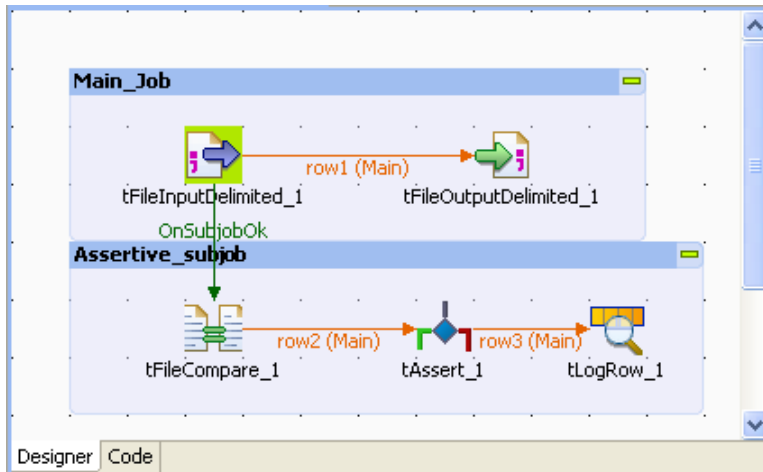 Main_Job
row1 (Main)
tFileInputDelimited_1
tFileOutputDelimited_1
OnSubjobOk
Assertive_subjob
row2 (Main)
row3 (Main)
tFileCompare_1
tAssert_1
tLogRow_1
Designer
Code